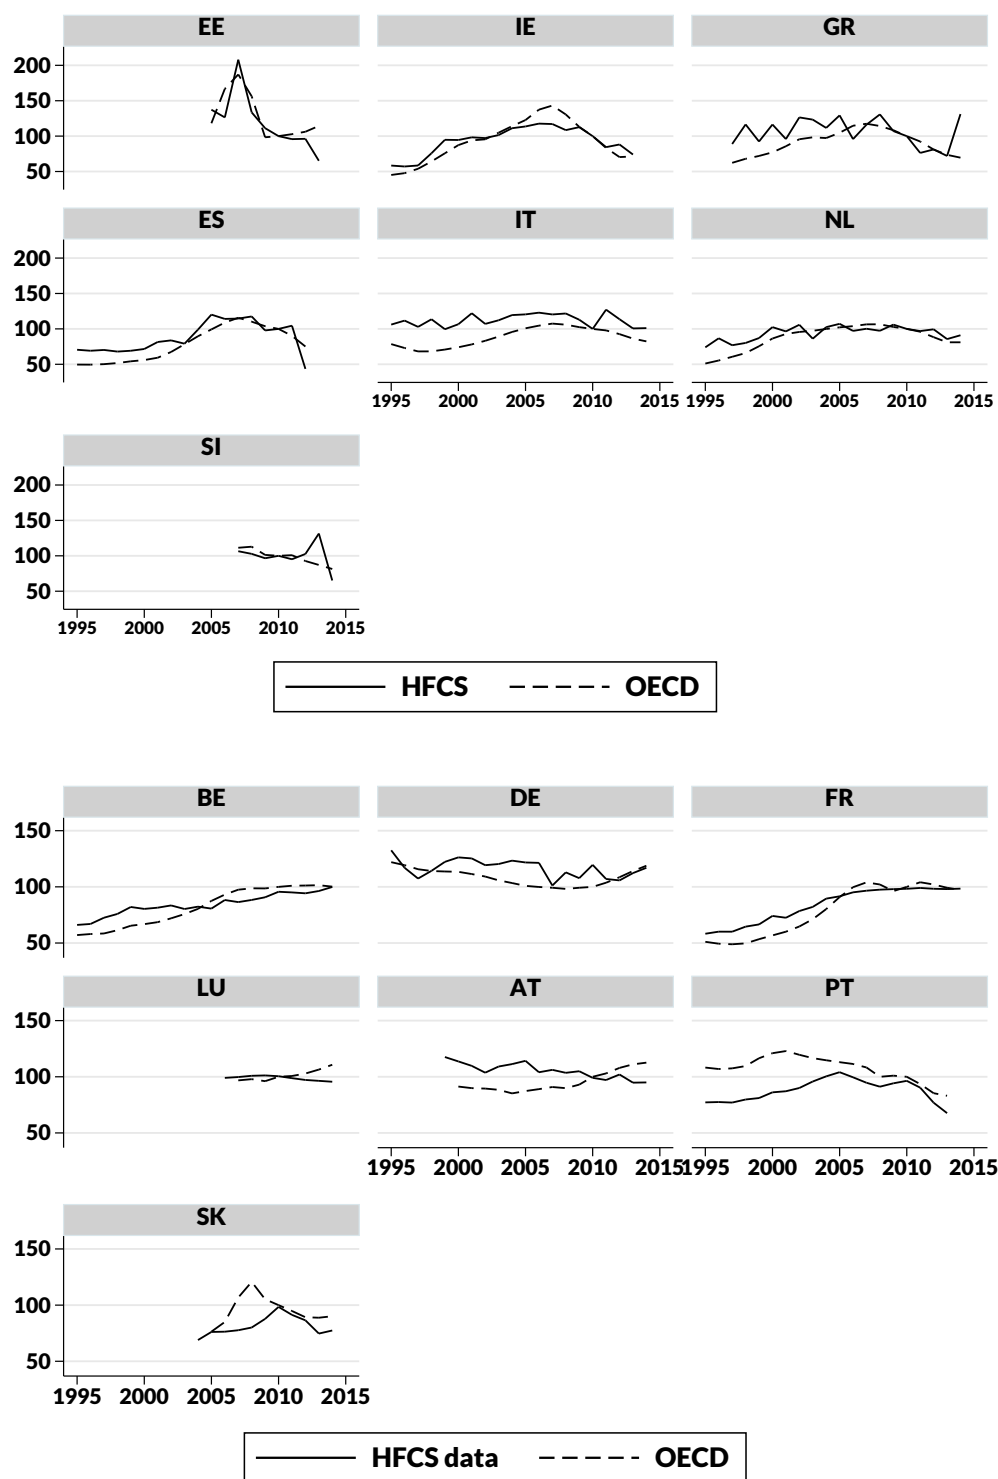 EE IE GR
200
150
100
50
ES IT NL
200
150
100
50
1995 2000 2005 2010 2015 1995 2000 2005 2010 2015
SI
200
150
100
50
1995 2000 2005 2010 2015
HFCS OECD
BE DE FR
150
100
50
LU AT PT
150
100
50
1995 2000 2005 2010 2015 1995 2000 2005 2010 2015
SK
150
100
50
1995 2000 2005 2010 2015
HFCS data OECD